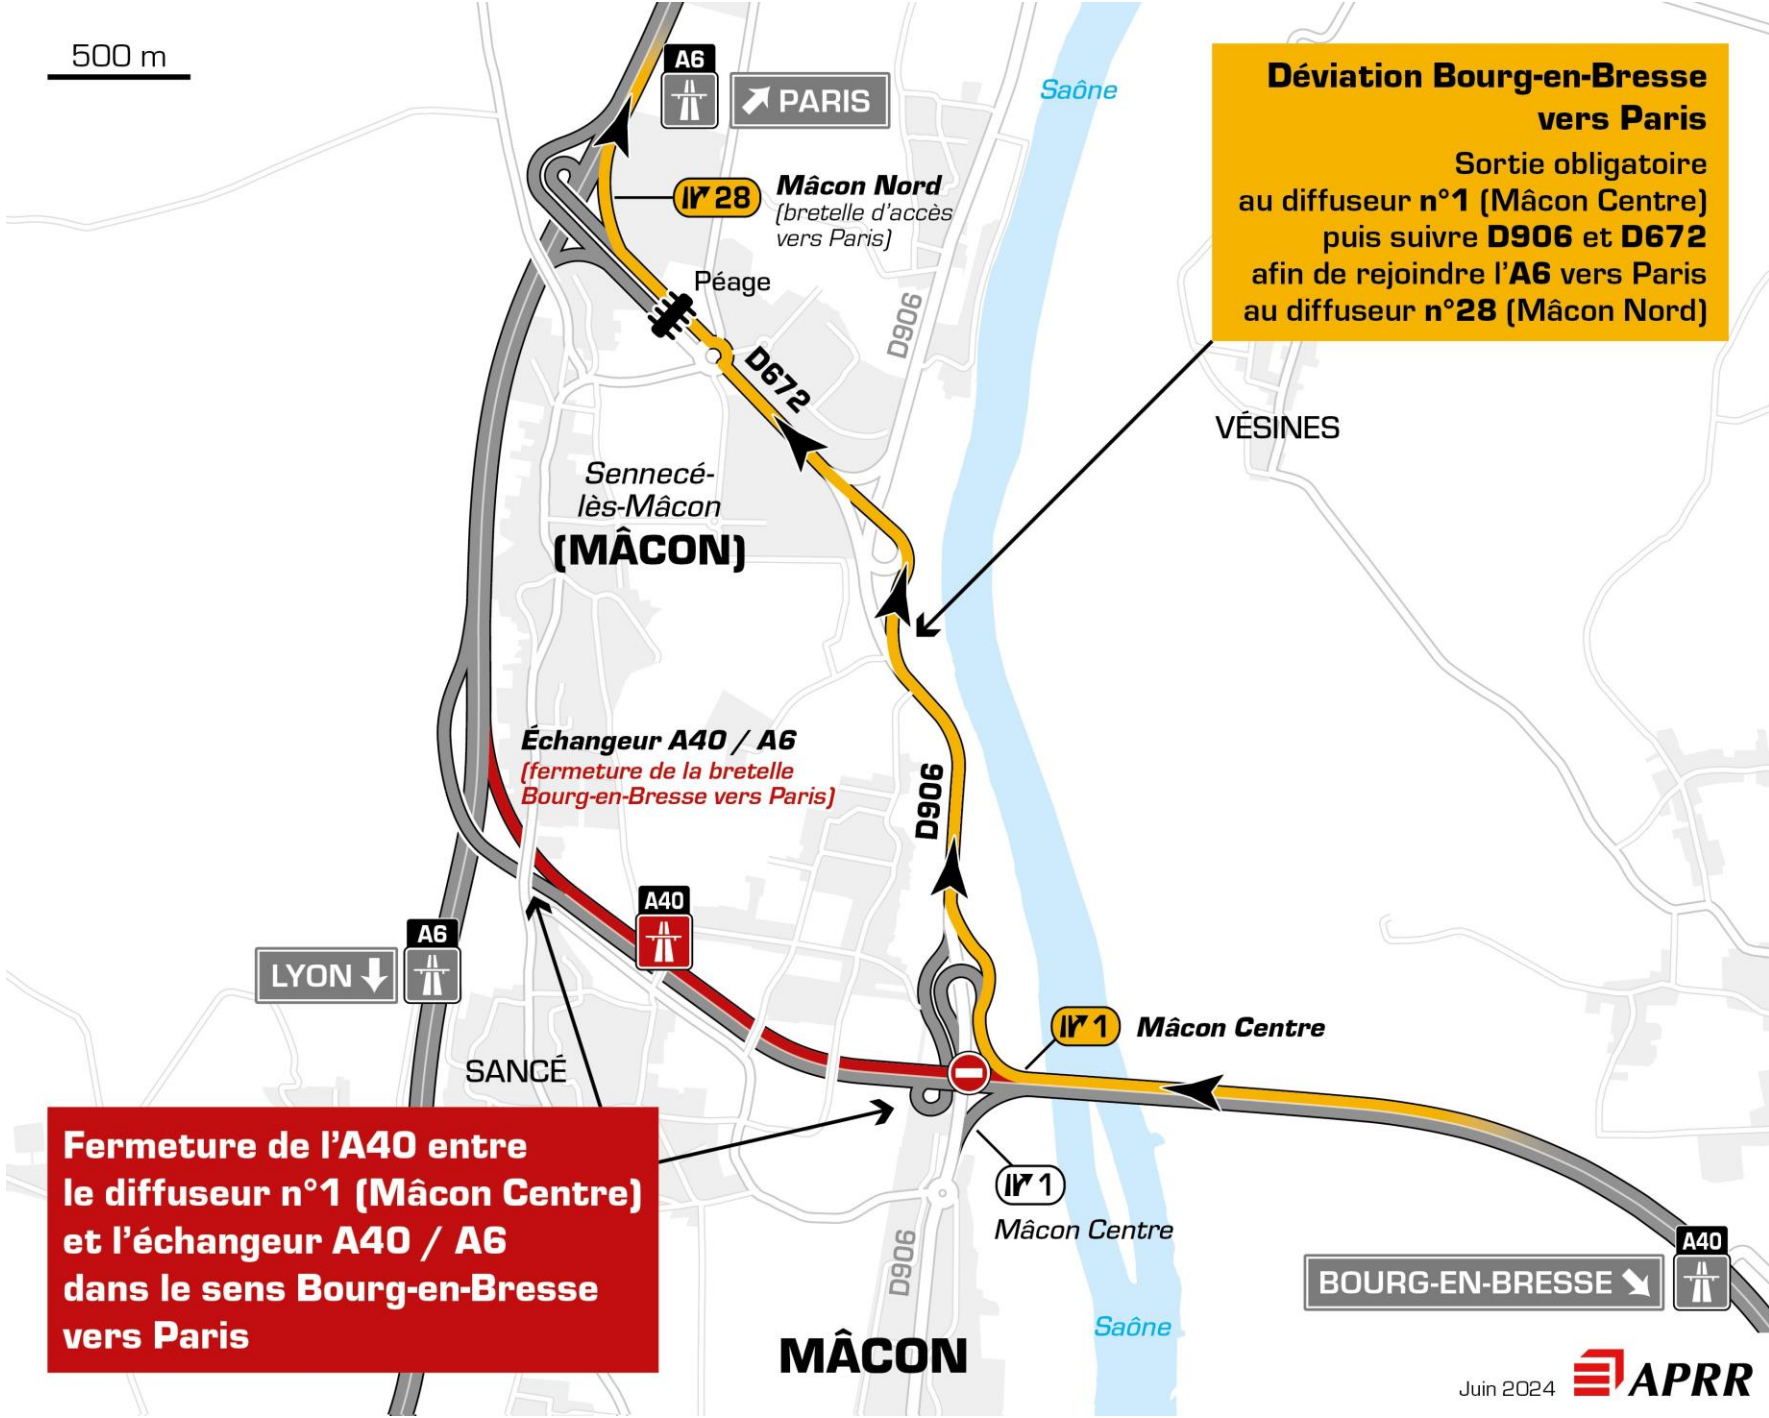 500 m
A6
PARIS
Saône
Déviation Bourg-en-Bresse
vers Paris
Sortie obligatoire
au diffuseur n°1 (Mâcon Centre)
puis suivre D906 et D672
afin de rejoindre l'A6 vers Paris
au diffuseur n°28 (Mâcon Nord)
28
Mâcon Nord
(bretelle d'accès
vers Paris)
Péage
D906
D672
VÉSINES
Sennecé-
lès-Mâcon
(MÂCON)
Échangeur A40 / A6
(fermeture de la bretelle
Bourg-en-Bresse vers Paris)
D906
A40
A6
LYON
1
Mâcon Centre
SANCÉ
Fermeture de l'A40 entre
le diffuseur n°1 (Mâcon Centre)
et l'échangeur A40 / A6
dans le sens Bourg-en-Bresse
vers Paris
1
Mâcon Centre
D906
A40
BOURG-EN-BRESSE
Saône
MÂCON
Juin 2024
APRR